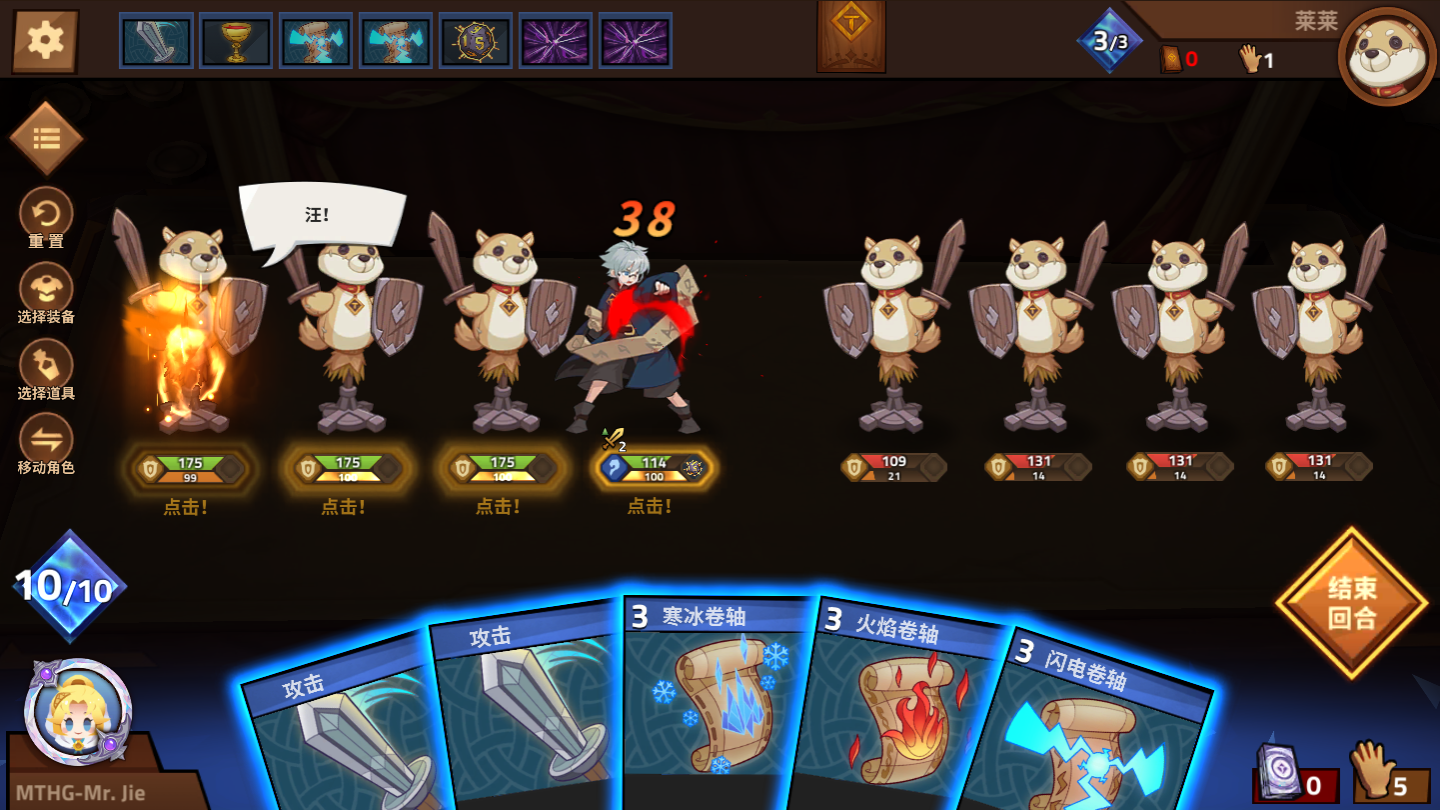 莱莱
3/3
0
1
重置
选择装备
选择道具
移动角色
汪!
38
2
175
99
点击!
175
100
点击!
175
100
点击!
114
100
点击!
109
21
131
14
131
14
131
14
10/10
结束
回合
攻击
攻击
3 寒冰卷轴
3 火焰卷轴
3 闪电卷轴
MTHG-Mr. Jie
0
5